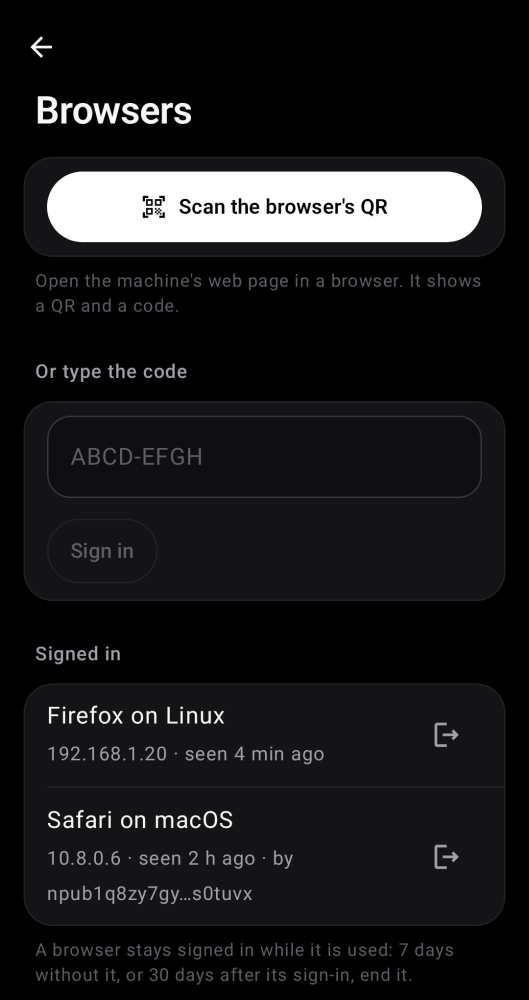 Browsers
Scan the browser's QR
Open the machine's web page in a browser. It shows
a QR and a code.
Or type the code
ABCD-EFGH
Sign in
Signed in
Firefox on Linux
192.168.1.20 · seen 4 min ago
Safari on macOS
10.8.0.6 · seen 2 h ago · by
npub1q8zy7gy…s0tuvx
A browser stays signed in while it is used: 7 days
without it, or 30 days after its sign-in, end it.